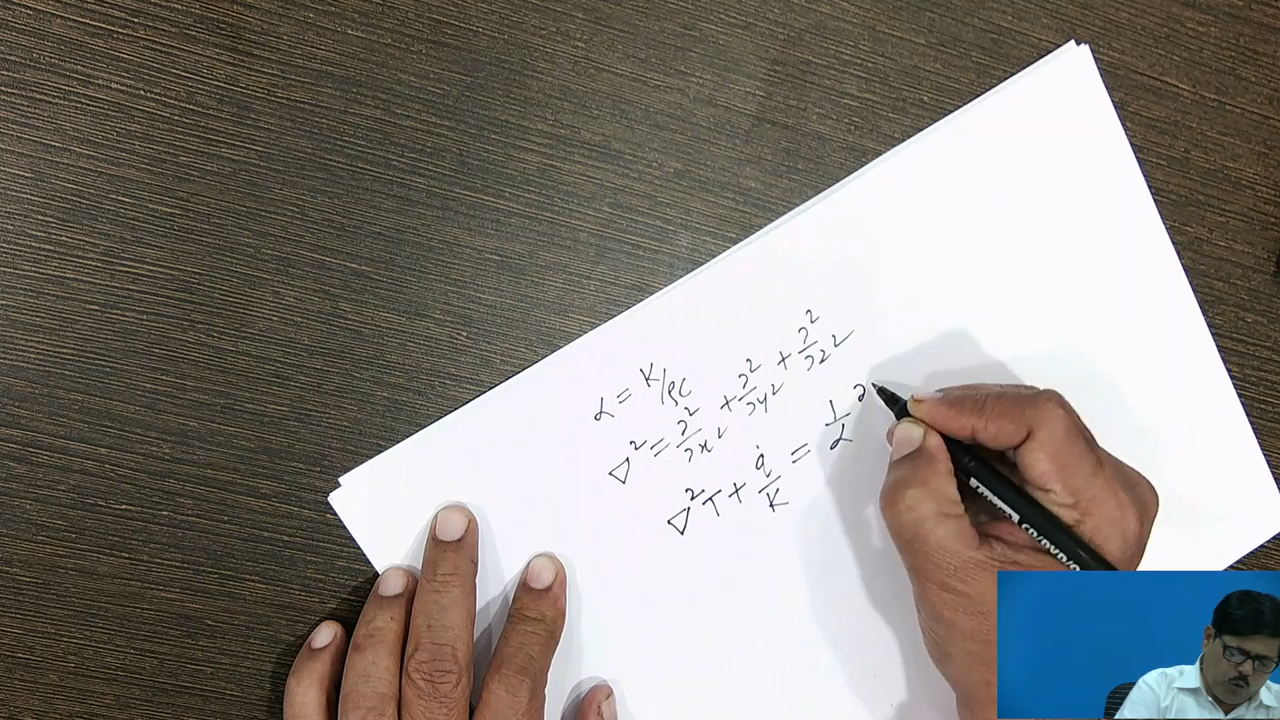 α = K/ρC
∇² = ∂²/∂x² + ∂²/∂y² + ∂²/∂z²
∇²T + q̇/K = 1/α ∂